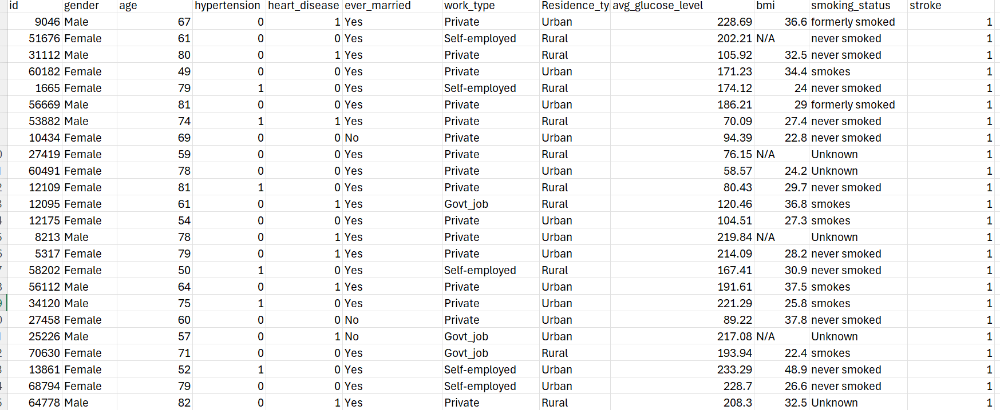 id gender age hypertension heart_disease ever_married work_type Residence_ty avg_glucose_level bmi smoking_status stroke
9046 Male 67 0 1 Yes Private Urban 228.69 36.6 formerly smoked 1
51676 Female 61 0 0 Yes Self-employed Rural 202.21 N/A never smoked 1
31112 Male 80 0 1 Yes Private Rural 105.92 32.5 never smoked 1
60182 Female 49 0 0 Yes Private Urban 171.23 34.4 smokes 1
1665 Female 79 1 0 Yes Self-employed Rural 174.12 24 never smoked 1
56669 Male 81 0 0 Yes Private Urban 186.21 29 formerly smoked 1
53882 Male 74 1 1 Yes Private Rural 70.09 27.4 never smoked 1
10434 Female 69 0 0 No Private Urban 94.39 22.8 never smoked 1
27419 Female 59 0 0 Yes Private Rural 76.15 N/A Unknown 1
60491 Female 78 0 0 Yes Private Urban 58.57 24.2 Unknown 1
12109 Female 81 1 0 Yes Private Rural 80.43 29.7 never smoked 1
12095 Female 61 0 1 Yes Govt_job Rural 120.46 36.8 smokes 1
12175 Female 54 0 0 Yes Private Urban 104.51 27.3 smokes 1
8213 Male 78 0 1 Yes Private Urban 219.84 N/A Unknown 1
5317 Female 79 0 1 Yes Private Urban 214.09 28.2 never smoked 1
58202 Female 50 1 0 Yes Self-employed Rural 167.41 30.9 never smoked 1
56112 Male 64 0 1 Yes Private Urban 191.61 37.5 smokes 1
34120 Male 75 1 0 Yes Private Urban 221.29 25.8 smokes 1
27458 Female 60 0 0 No Private Urban 89.22 37.8 never smoked 1
25226 Male 57 0 1 No Govt_job Urban 217.08 N/A Unknown 1
70630 Female 71 0 0 Yes Govt_job Rural 193.94 22.4 smokes 1
13861 Female 52 1 0 Yes Self-employed Urban 233.29 48.9 never smoked 1
68794 Female 79 0 0 Yes Self-employed Urban 228.7 26.6 never smoked 1
64778 Male 82 0 1 Yes Private Rural 208.3 32.5 Unknown 1